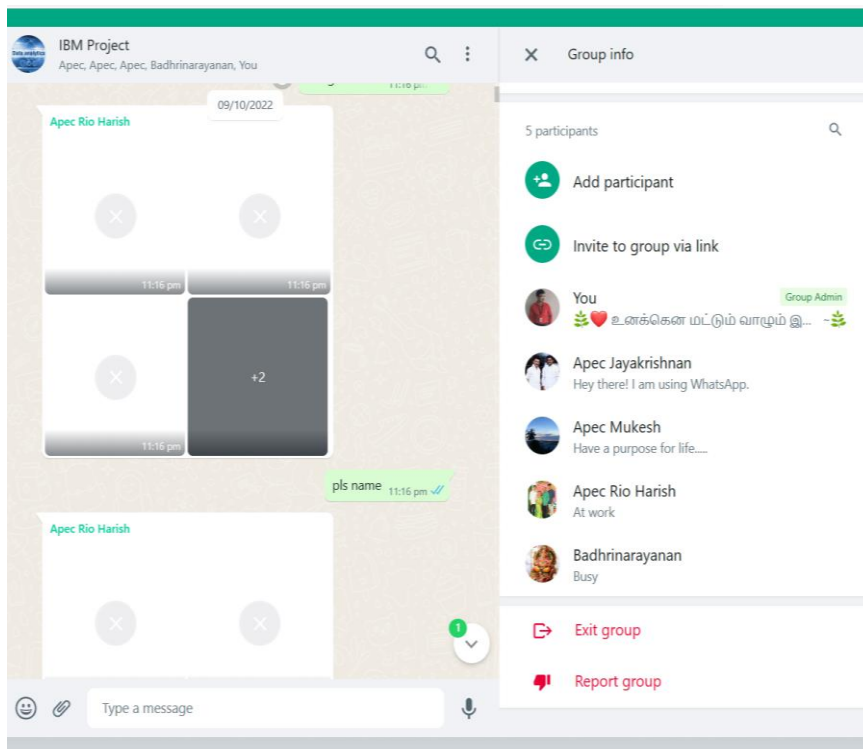 IBM Project
Apec, Apec, Apec, Badhrinarayanan, You
11:16 pm
09/10/2022
Apec Rio Harish
11:16 pm
11:16 pm
11:16 pm
+2
pls name 11:16 pm
Apec Rio Harish
1
Type a message
Group info
5 participants
Add participant
Invite to group via link
You
Group Admin
🌿❤️ உனக்கென மட்டும் வாழும் இ... ~🌿
Apec Jayakrishnan
Hey there! I am using WhatsApp.
Apec Mukesh
Have a purpose for life.....
Apec Rio Harish
At work
Badhrinarayanan
Busy
Exit group
Report group